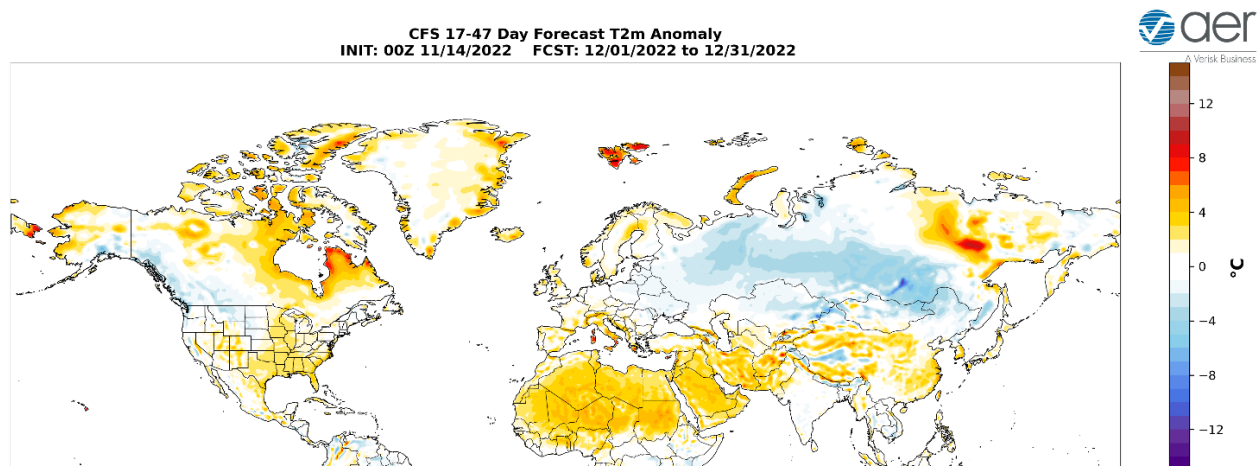 CFS 17-47 Day Forecast T2m Anomaly
INIT: 00Z 11/14/2022 FCST: 12/01/2022 to 12/31/2022
aer
A Verisk Business
12
8
4
0
−4
−8
−12
°C